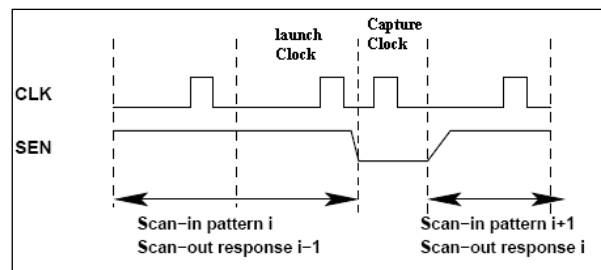 launch
Clock
Capture
Clock
CLK
SEN
Scan-in pattern i
Scan-out response i-1
Scan-in pattern i+1
Scan-out response i